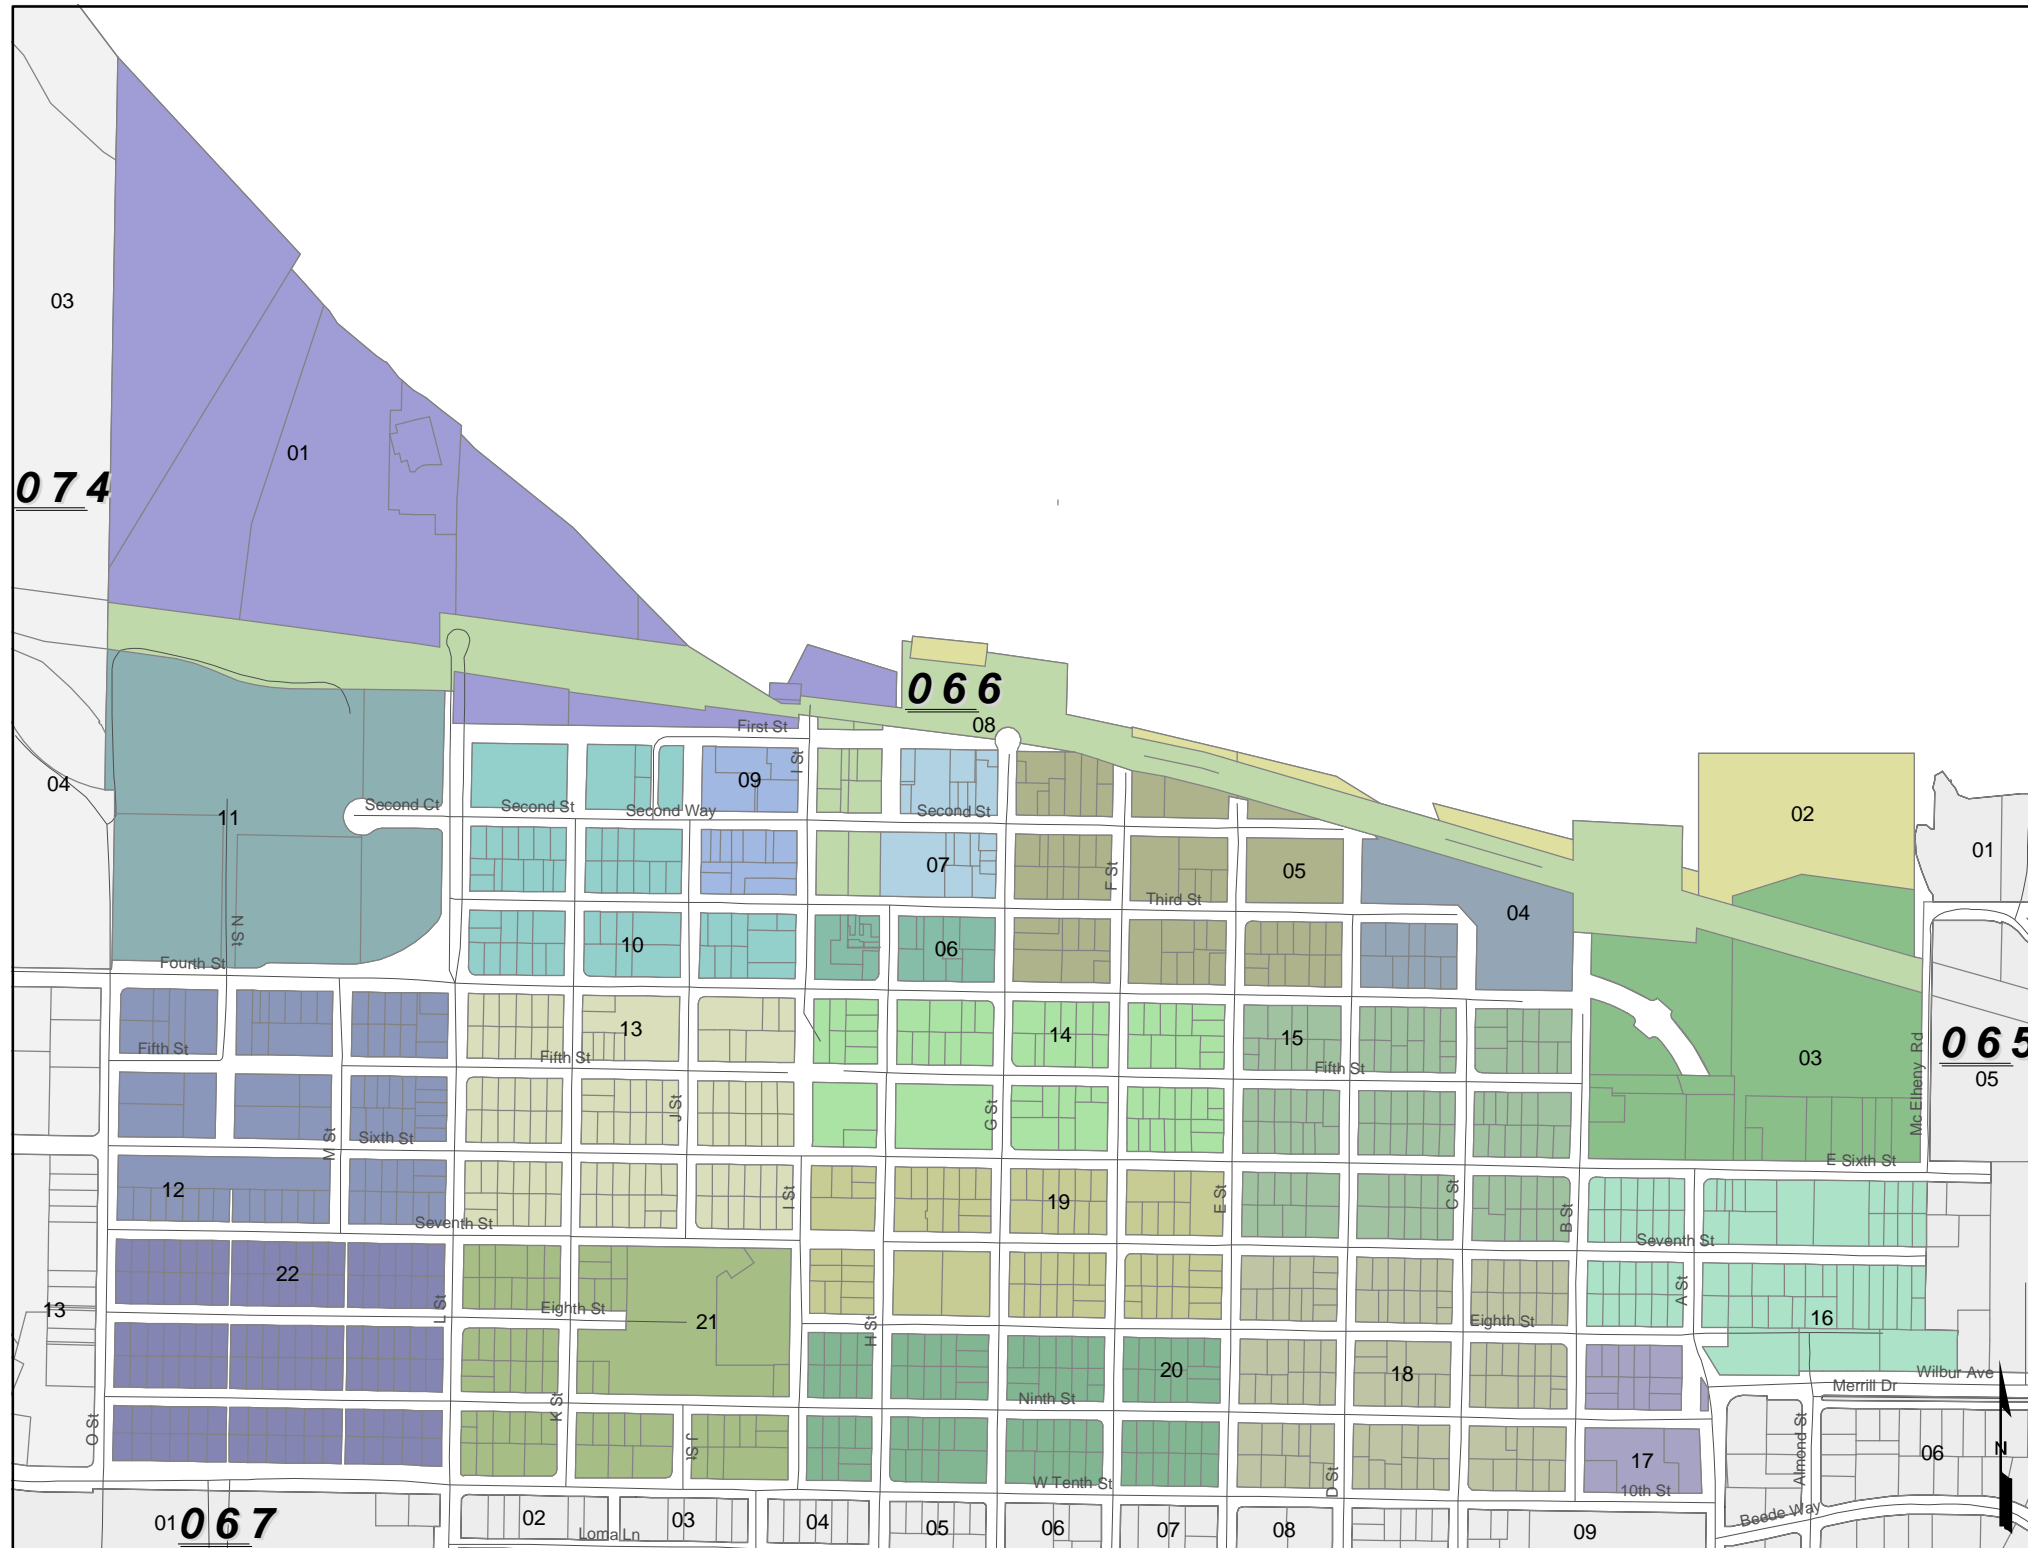 03
01
074
066
08
First St
I St
09
02
04
Second Ct
Second St
Second Way
Second St
11
01
07
F St
05
Third St
04
N St
10
06
Fourth St
13
14
15
03
Mc Elheny Rd
065
05
Fifth St
Fifth St
Fifth St
J St
G St
M St
Sixth St
E Sixth St
12
I St
19
E St
C St
B St
Seventh St
Seventh St
22
L St
Eighth St
21
H St
Eighth St
A St
16
13
20
18
Wilbur Ave
Merrill Dr
K St
Ninth St
O St
J St
Almond St
06
N
17
W Tenth St
D St
10th St
Beede Way
01
067
02
Loma Ln
03
04
05
06
07
08
09